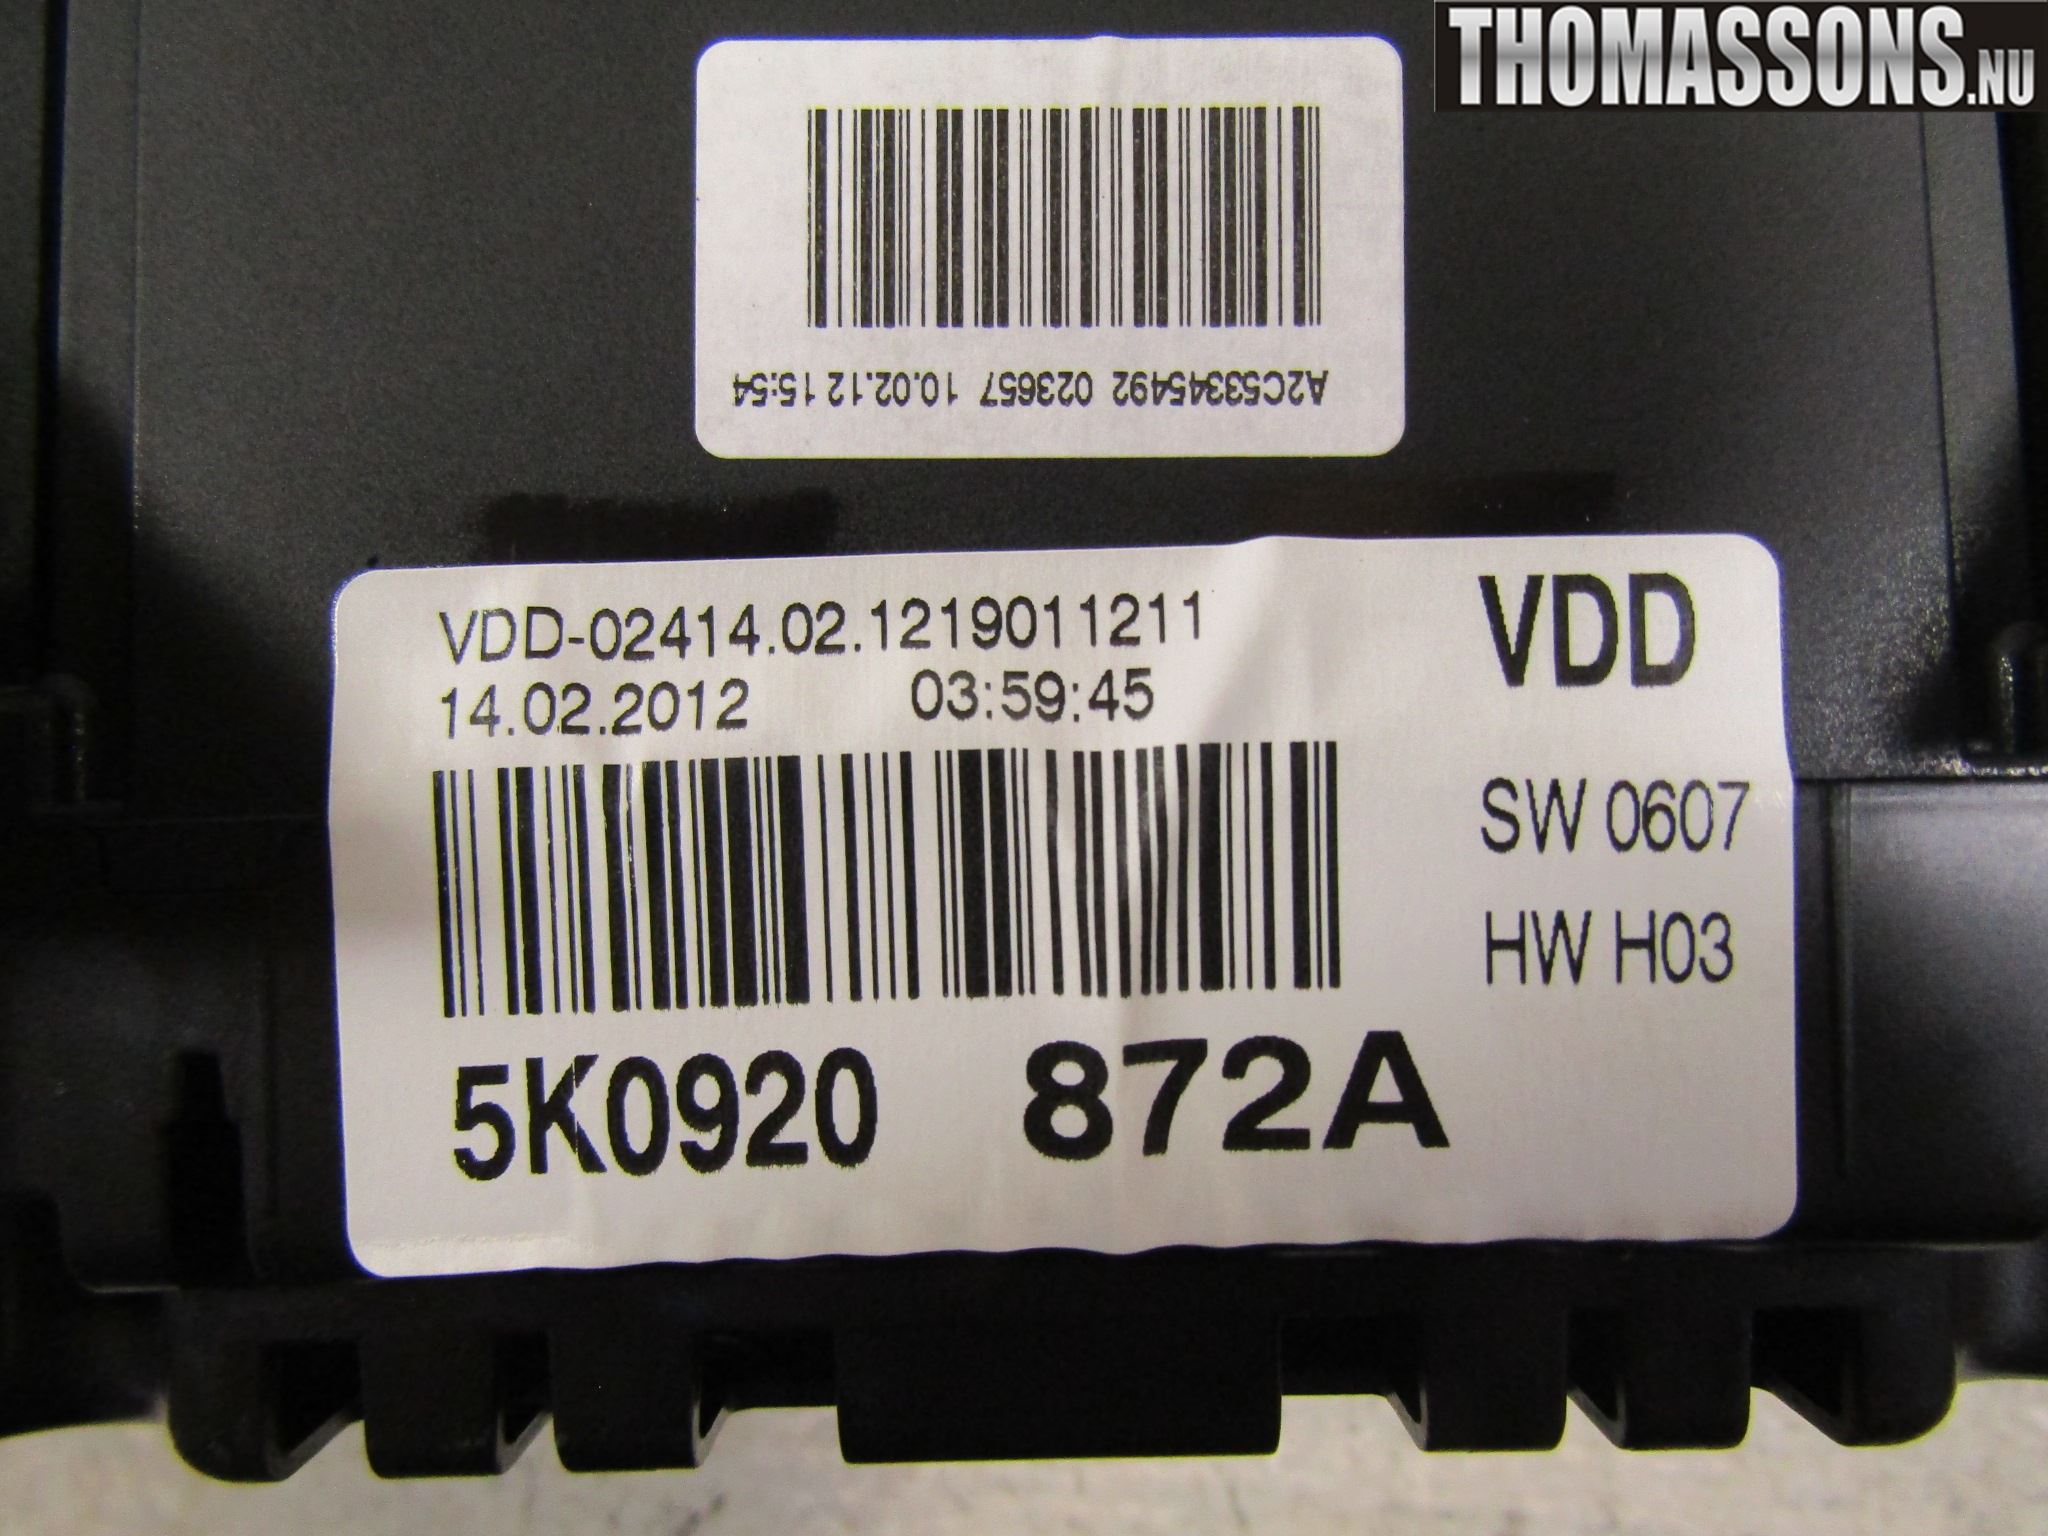 THOMASSONS.NU
A2C53345492 023657 10.02.12 15:54
VDD-02414.02.1219011211
14.02.2012 03:59:45
VDD
SW 0607
HW H03
5K0920 872A